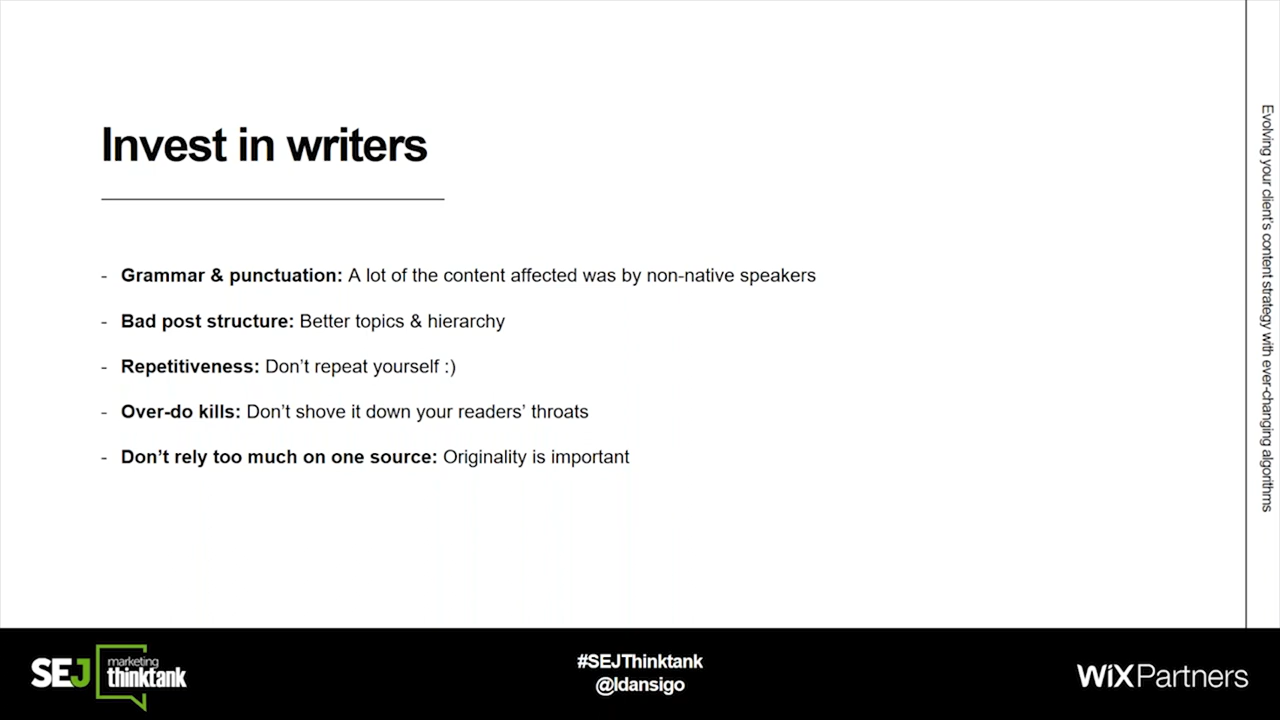 Invest in writers
- Grammar & punctuation: A lot of the content affected was by non-native speakers
- Bad post structure: Better topics & hierarchy
- Repetitiveness: Don’t repeat yourself :)
- Over-do kills: Don’t shove it down your readers’ throats
- Don’t rely too much on one source: Originality is important
Evolving your client’s content strategy with ever-changing algorithms
SEJ marketing
thinktank
#SEJThinktank
@Idansigo
WiX Partners